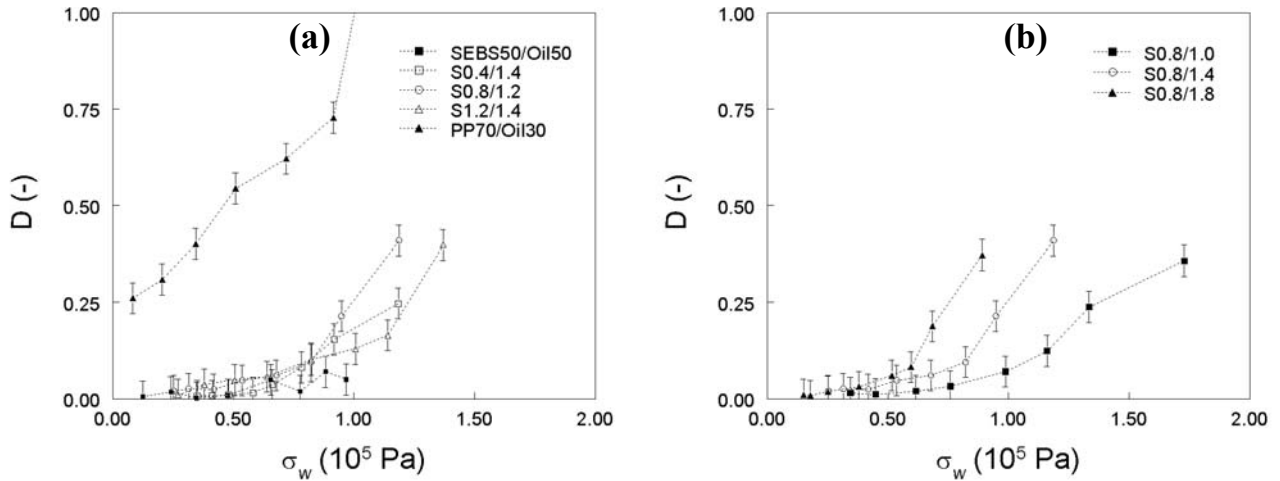 (a)
1.00
0.75
0.50
0.25
0.00
D (-)
SEBS50/Oil50
S0.4/1.4
S0.8/1.2
S1.2/1.4
PP70/Oil30
0.00 0.50 1.00 1.50 2.00
σw (10⁵ Pa)
(b)
1.00
0.75
0.50
0.25
0.00
D (-)
S0.8/1.0
S0.8/1.4
S0.8/1.8
0.00 0.50 1.00 1.50 2.00
σw (10⁵ Pa)